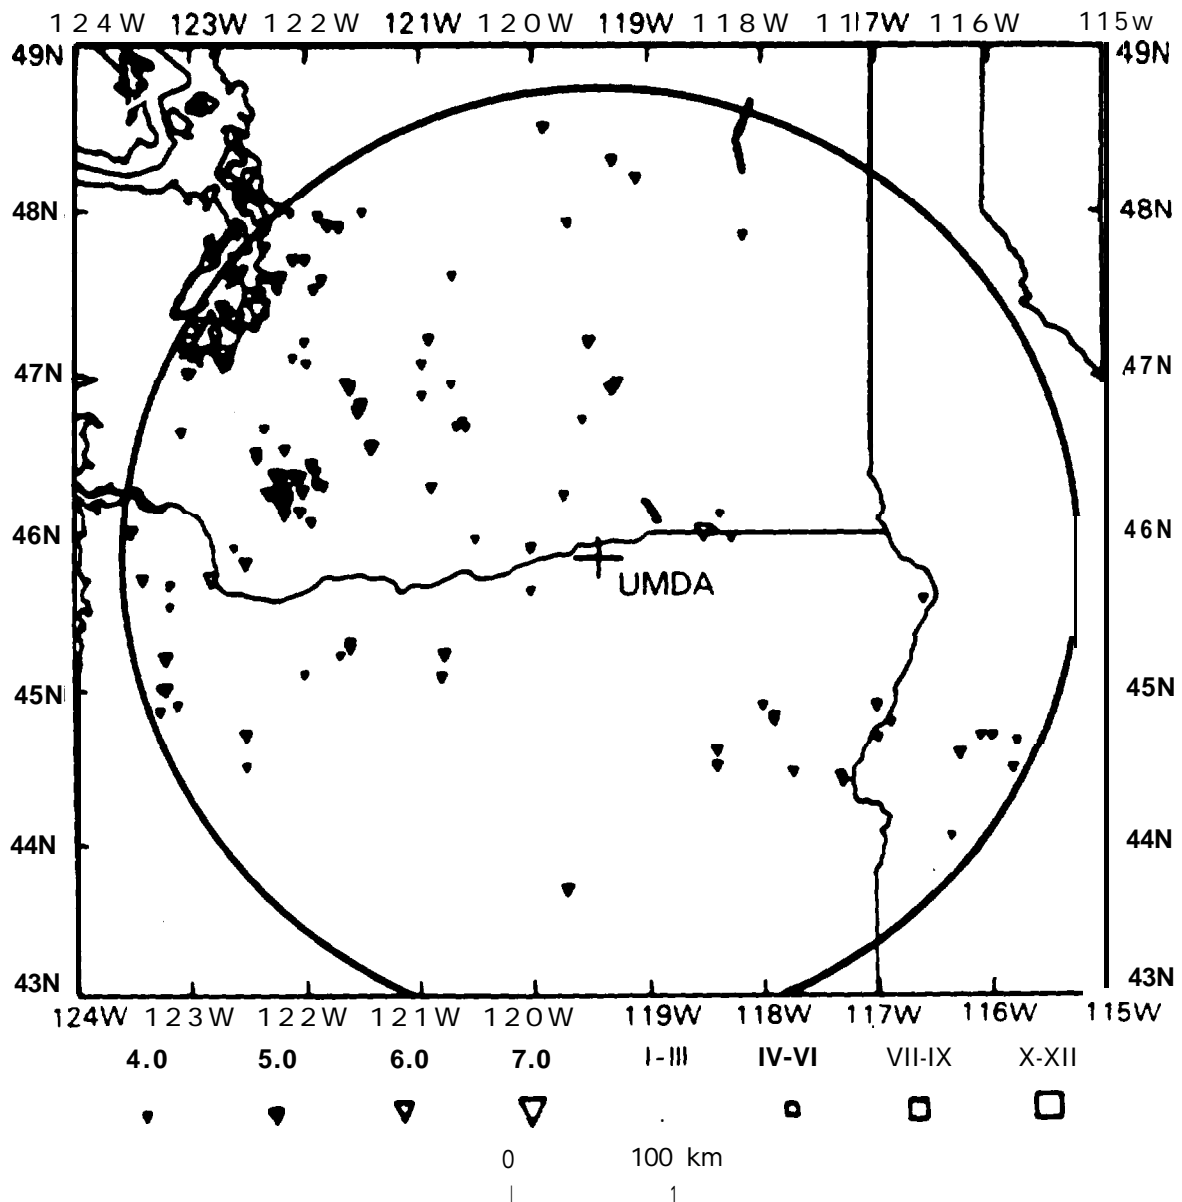 124W 123W 122W 121W 120W 119W 118W 117W 116W 115W
49N 49N
48N 48N
47N 47N
46N 46N
UMDA
45N 45N
44N 44N
43N 43N
124W 123W 122W 121W 120W 119W 118W 117W 116W 115W
4.0 5.0 6.0 7.0 I-III IV-VI VII-IX X-XII
0 100 km